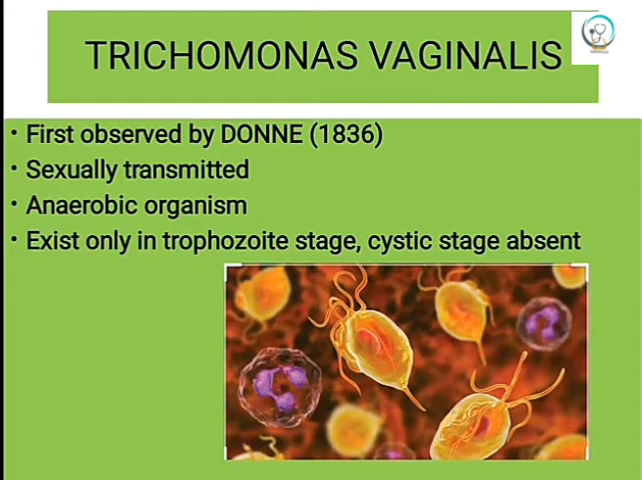 TRICHOMONAS VAGINALIS
• First observed by DONNE (1836)
• Sexually transmitted
• Anaerobic organism
• Exist only in trophozoite stage, cystic stage absent